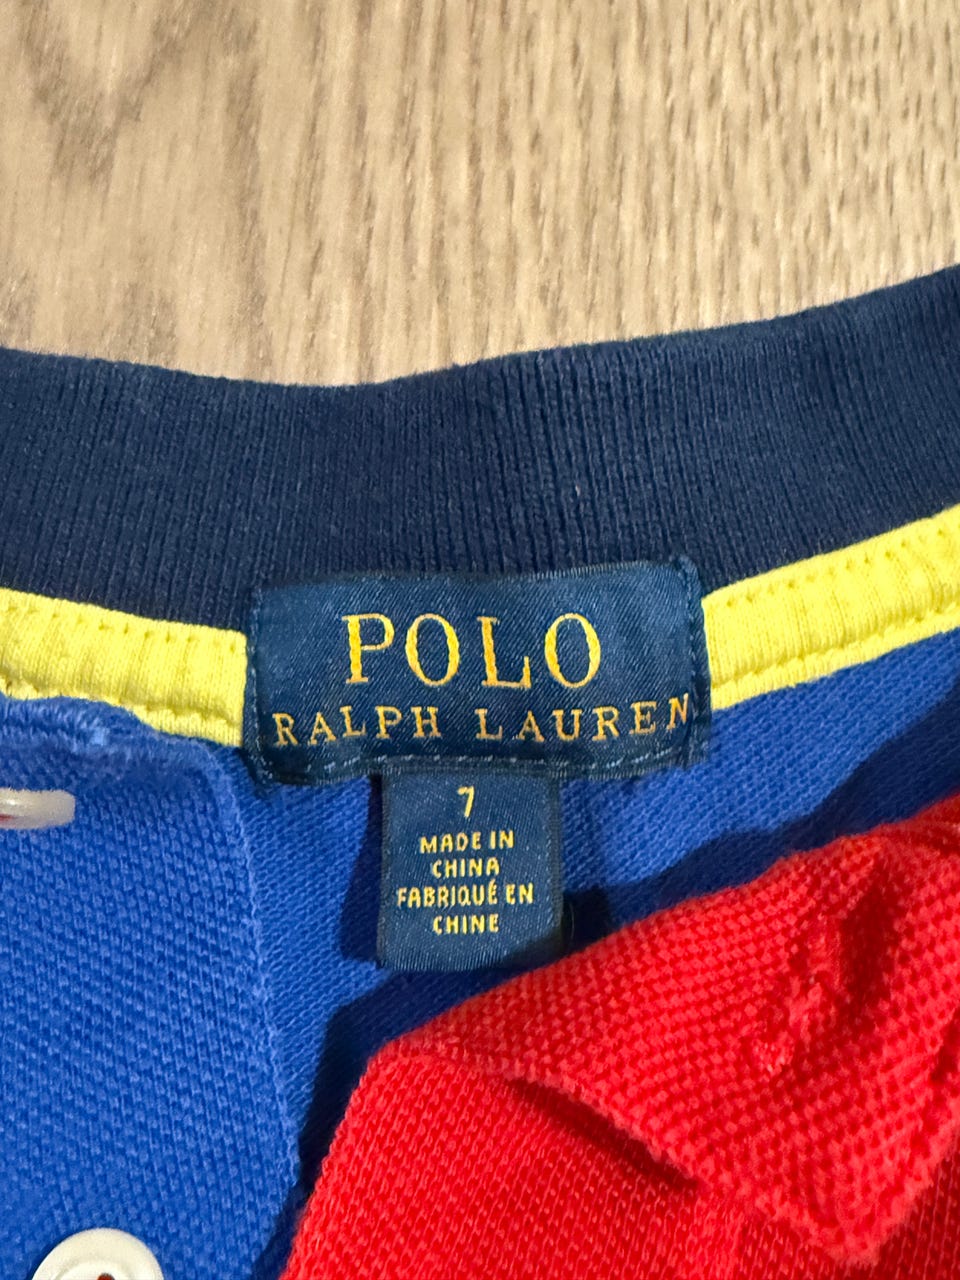 POLO
RALPH LAUREN
7
MADE IN
CHINA
FABRIQUÉ EN
CHINE